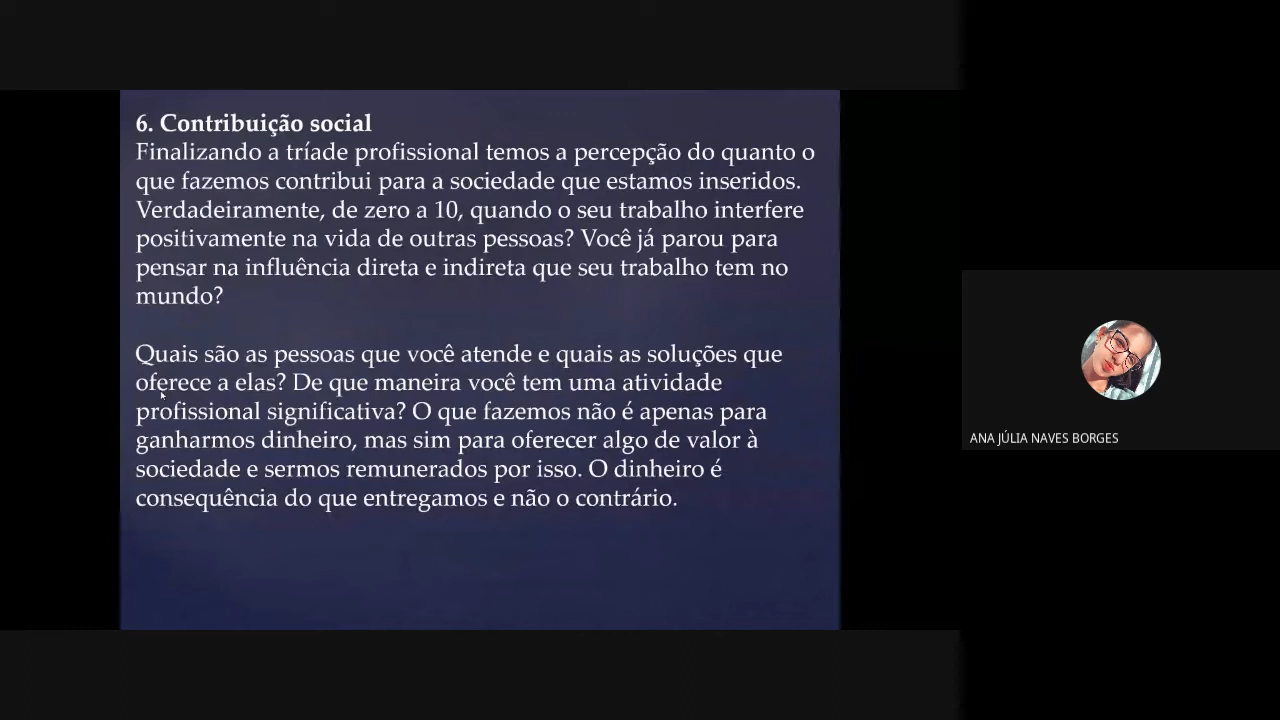 6. Contribuição social
Finalizando a tríade profissional temos a percepção do quanto o
que fazemos contribui para a sociedade que estamos inseridos.
Verdadeiramente, de zero a 10, quando o seu trabalho interfere
positivamente na vida de outras pessoas? Você já parou para
pensar na influência direta e indireta que seu trabalho tem no
mundo?
Quais são as pessoas que você atende e quais as soluções que
oferece a elas? De que maneira você tem uma atividade
profissional significativa? O que fazemos não é apenas para
ganharmos dinheiro, mas sim para oferecer algo de valor à
sociedade e sermos remunerados por isso. O dinheiro é
consequência do que entregamos e não o contrário.
ANA JÚLIA NAVES BORGES